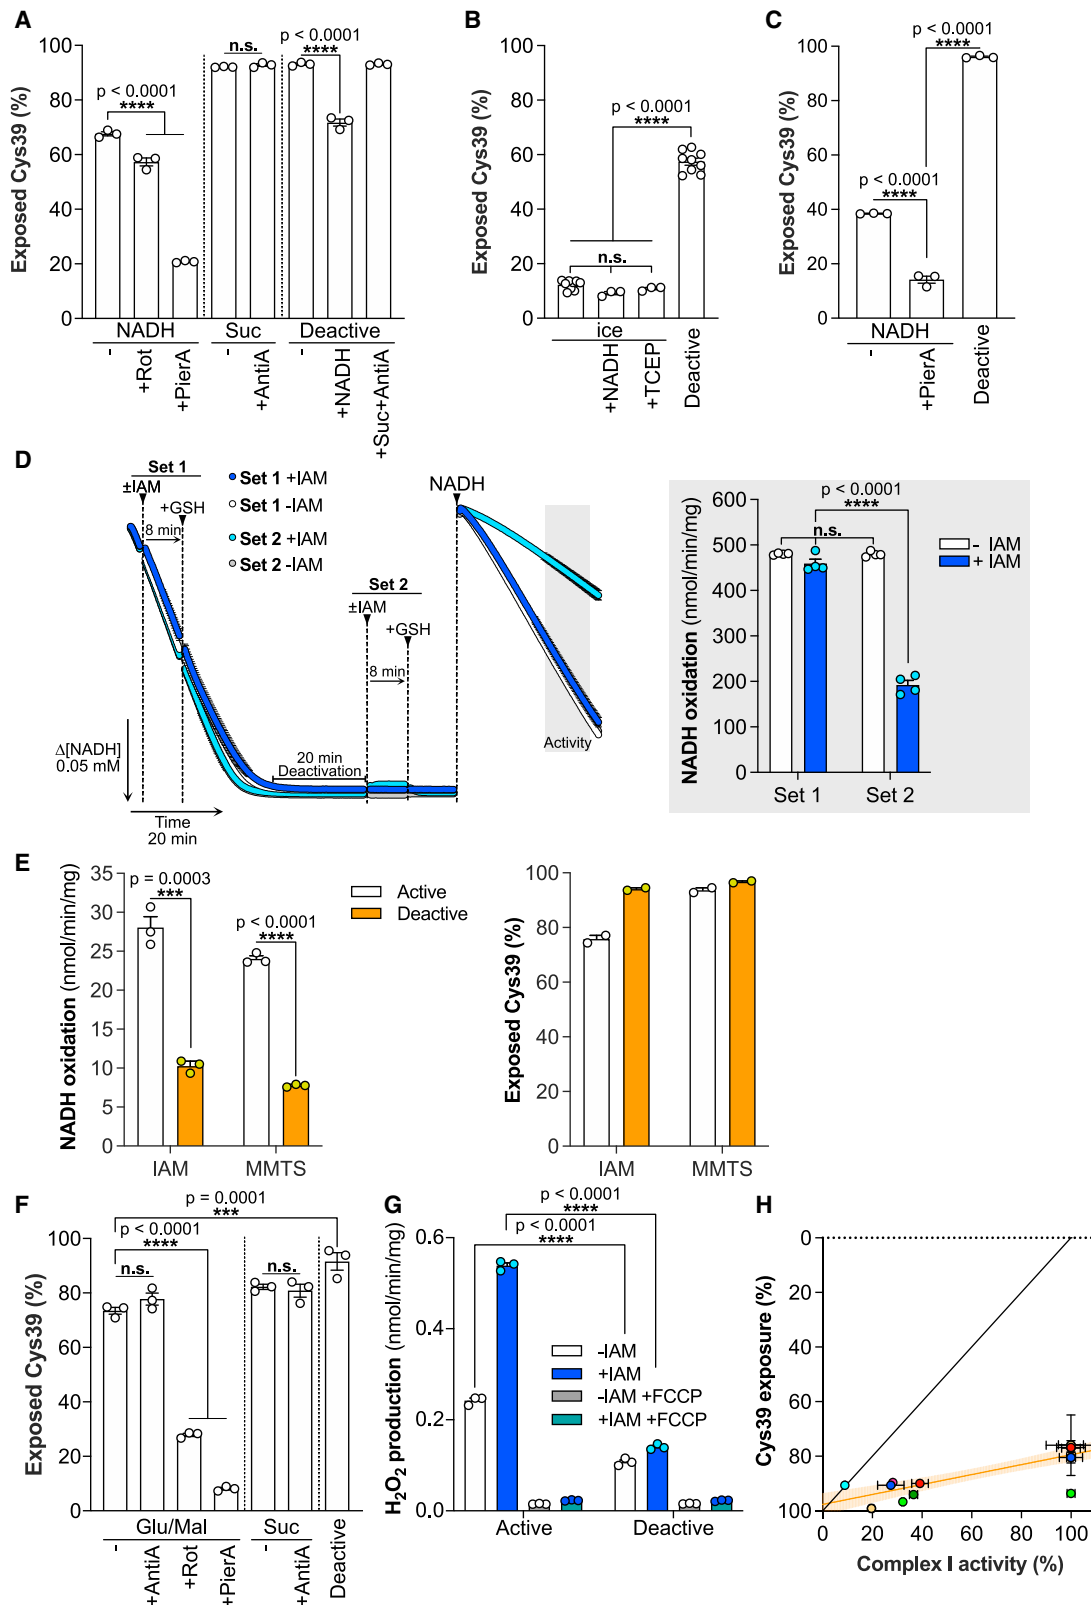 A
Exposed Cys39 (%)
100
80
60
40
20
0
p < 0.0001
****
n.s.
p < 0.0001
****
NADH
Suc
Deactive
-
+Rot
+PierA
-
+AntiA
-
+NADH
+Suc+AntiA
B
Exposed Cys39 (%)
100
80
60
40
20
0
p < 0.0001
****
n.s.
ice
-
+NADH
+TCEP
Deactive
C
Exposed Cys39 (%)
100
80
60
40
20
0
p < 0.0001
****
p < 0.0001
****
NADH
-
+PierA
Deactive
D
Set 1
±IAM
+GSH
8 min
Set 1 +IAM
Set 1 -IAM
Set 2 +IAM
Set 2 -IAM
Δ[NADH]
0.05 mM
Time
20 min
20 min
Deactivation
Set 2
±IAM
+GSH
8 min
NADH
Activity
NADH oxidation (nmol/min/mg)
600
500
400
300
200
100
0
p < 0.0001
****
n.s.
- IAM
+ IAM
Set 1
Set 2
E
NADH oxidation (nmol/min/mg)
35
30
25
20
15
10
5
0
p = 0.0003
***
p < 0.0001
****
IAM
MMTS
Active
Deactive
Exposed Cys39 (%)
100
80
60
40
20
0
IAM
MMTS
F
Exposed Cys39 (%)
100
80
60
40
20
0
p = 0.0001
***
p < 0.0001
****
n.s.
n.s.
Glu/Mal
Suc
-
+AntiA
+Rot
+PierA
-
+AntiA
Deactive
G
H2O2 production (nmol/min/mg)
0.6
0.4
0.2
0.0
p < 0.0001
****
p < 0.0001
****
-IAM
+IAM
-IAM +FCCP
+IAM +FCCP
Active
Deactive
H
Cys39 exposure (%)
0
20
40
60
80
100
0
20
40
60
80
100
Complex I activity (%)